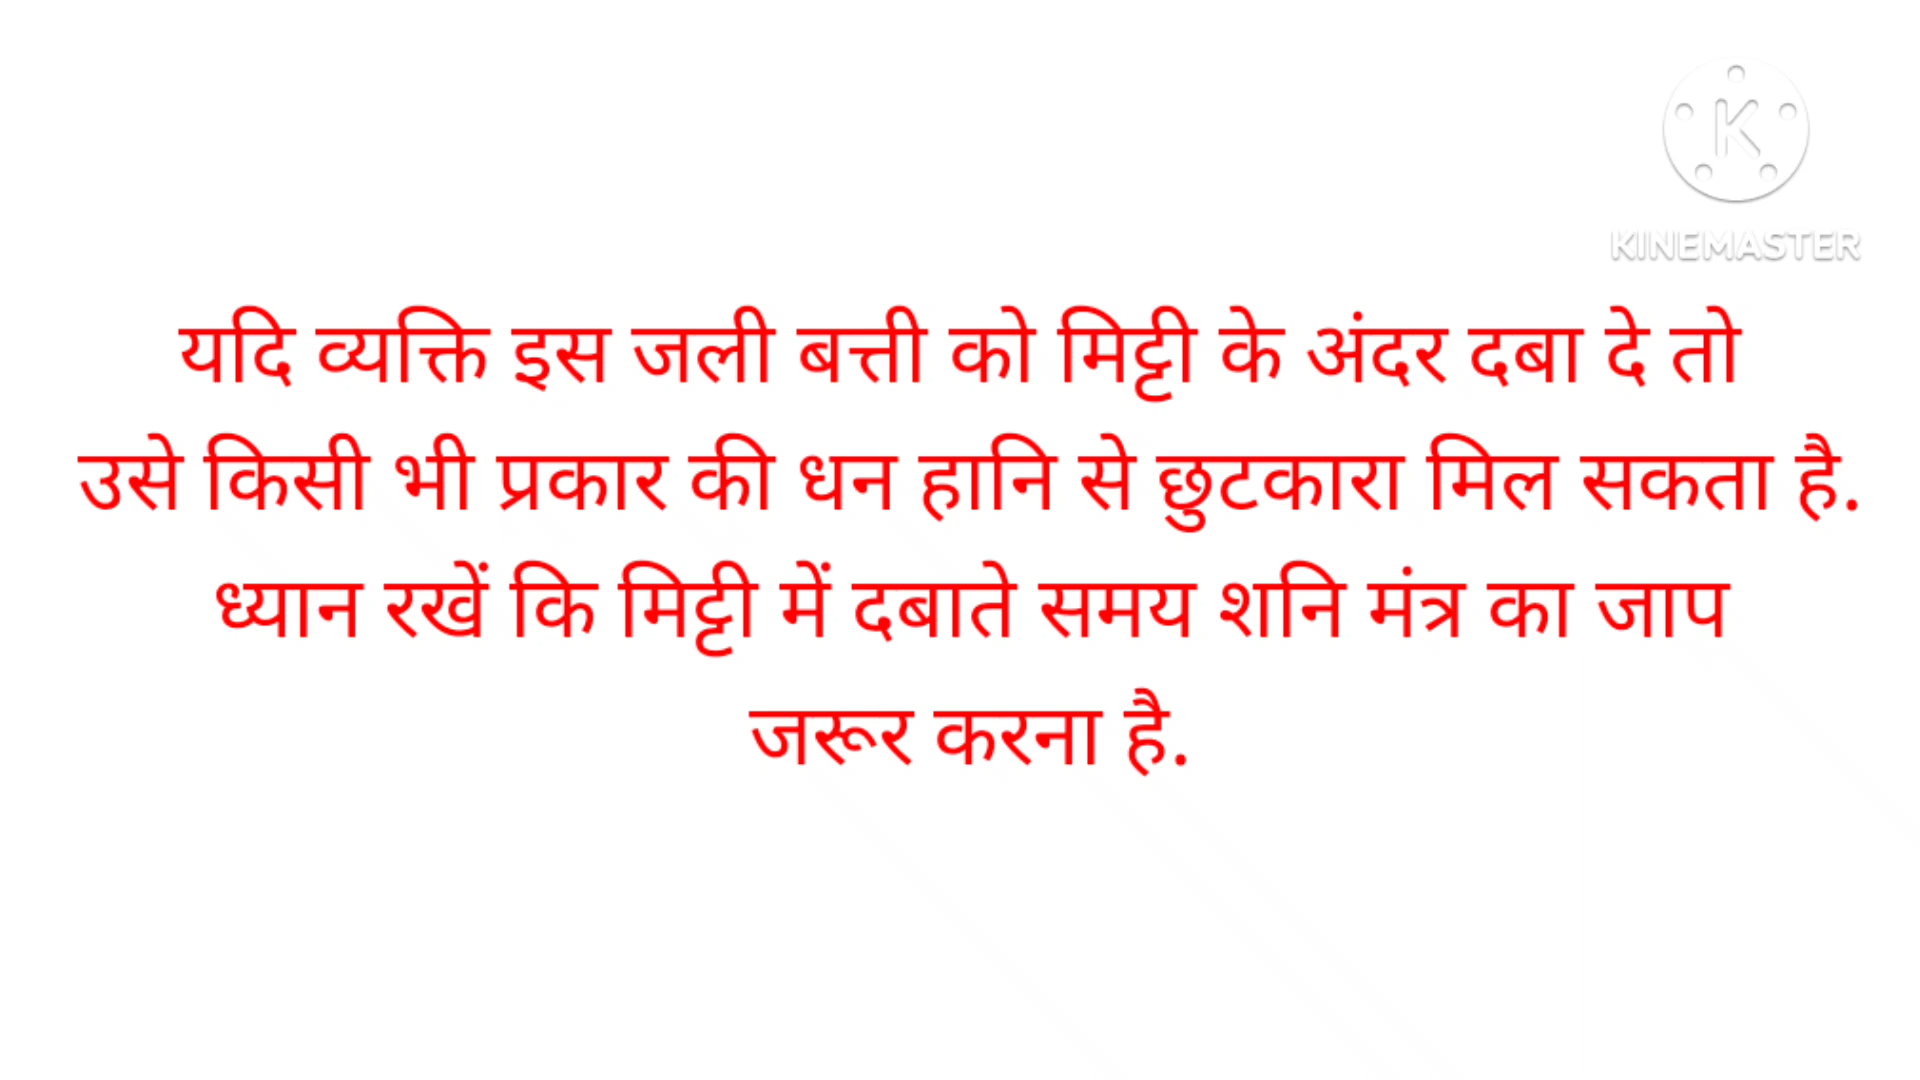 KINEMASTER
यदि व्यक्ति इस जली बत्ती को मिट्टी के अंदर दबा दे तो
उसे किसी भी प्रकार की धन हानि से छुटकारा मिल सकता है.
ध्यान रखें कि मिट्टी में दबाते समय शनि मंत्र का जाप
जरूर करना है.